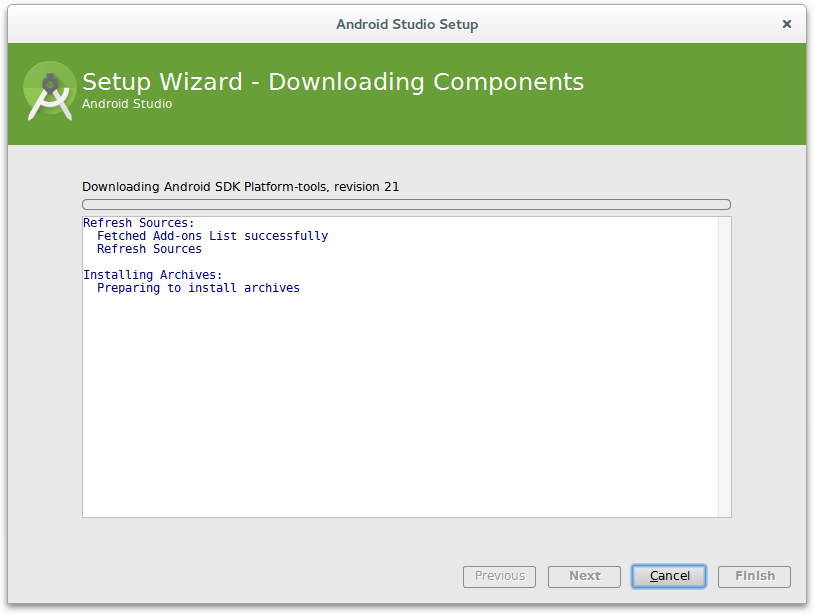 Android Studio Setup
Setup Wizard - Downloading Components
Android Studio
Downloading Android SDK Platform-tools, revision 21
Refresh Sources:
Fetched Add-ons List successfully
Refresh Sources
Installing Archives:
Preparing to install archives
Previous
Next
Cancel
Finish